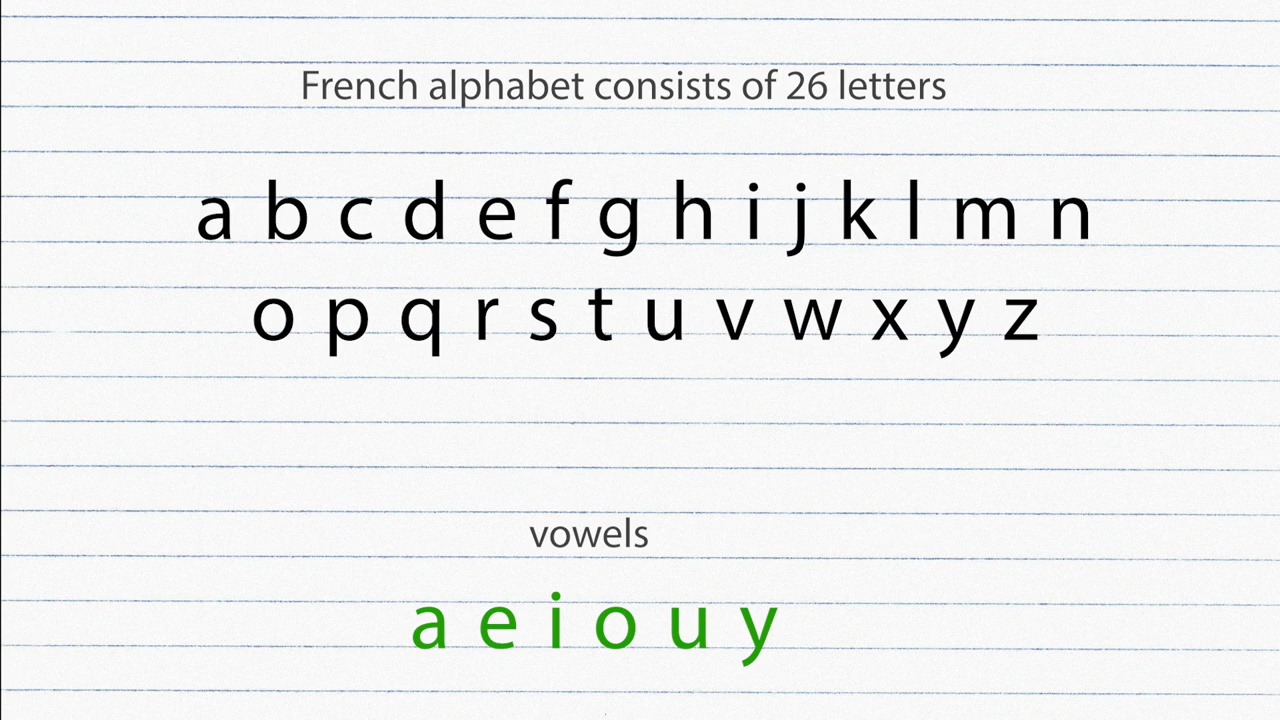 French alphabet consists of 26 letters
a b c d e f g h i j k l m n
o p q r s t u v w x y z
vowels
a e i o u y